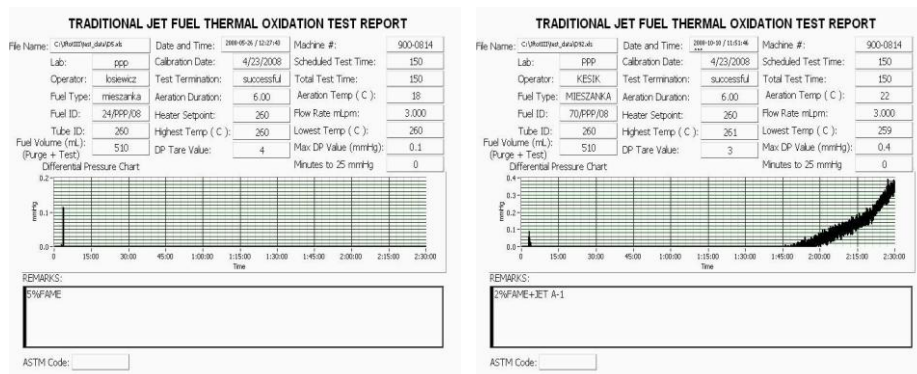 TRADITIONAL JET FUEL THERMAL OXIDATION TEST REPORT
File Name: C:\JftotIII\test_data\D5.xls Date and Time: 2008-05-26 / 12:27:43 Machine #: 900-0814
Lab: ppp Calibration Date: 4/23/2008 Scheduled Test Time: 150
Operator: losiewicz Test Termination: successful Total Test Time: 150
Fuel Type: mieszanka Aeration Duration: 6.00 Aeration Temp ( C ): 18
Fuel ID: 24/PPP/08 Heater Setpoint: 260 Flow Rate mLpm: 3.000
Tube ID: 260 Highest Temp ( C ): 260 Lowest Temp ( C ): 260
Fuel Volume (mL): (Purge + Test) 510 DP Tare Value: 4 Max DP Value (mmHg): 0.1
Differential Pressure Chart Minutes to 25 mmHg 0
0.2
0.1
0.0
mmHg
0 15:00 30:00 45:00 1:00:00 1:15:00 1:30:00 1:45:00 2:00:00 2:15:00 2:30:00
Time
REMARKS:
5%FAME
ASTM Code:
TRADITIONAL JET FUEL THERMAL OXIDATION TEST REPORT
File Name: C:\JftotIII\test_data\D92.xls Date and Time: 2008-10-10 / 11:51:46 Machine #: 900-0814
Lab: PPP Calibration Date: 4/23/2008 Scheduled Test Time: 150
Operator: KESIK Test Termination: successful Total Test Time: 150
Fuel Type: MIESZANKA Aeration Duration: 6.00 Aeration Temp ( C ): 22
Fuel ID: 70/PPP/08 Heater Setpoint: 260 Flow Rate mLpm: 3.000
Tube ID: 260 Highest Temp ( C ): 261 Lowest Temp ( C ): 259
Fuel Volume (mL): (Purge + Test) 510 DP Tare Value: 3 Max DP Value (mmHg): 0.4
Differential Pressure Chart Minutes to 25 mmHg 0
0.4
0.3
0.2
0.1
0.0
mmHg
0 15:00 30:00 45:00 1:00:00 1:15:00 1:30:00 1:45:00 2:00:00 2:15:00 2:30:00
Time
REMARKS:
2%FAME+JET A-1
ASTM Code: